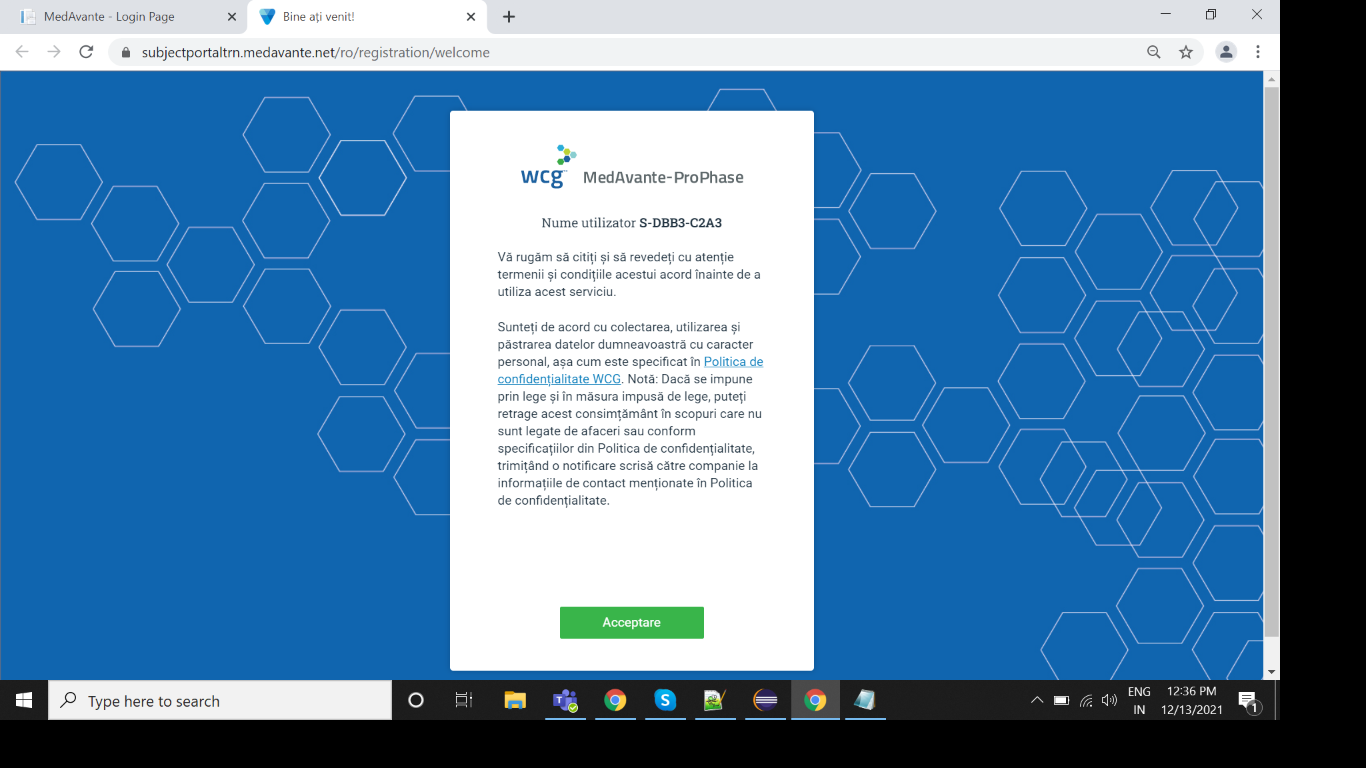 MedAvante - Login Page
Bine ați venit!
subjectportaltrn.medavante.net/ro/registration/welcome
wcg MedAvante-ProPhase
Nume utilizator S-DBB3-C2A3
Vă rugăm să citiți și să revedeți cu atenție
termenii și condițiile acestui acord înainte de a
utiliza acest serviciu.
Sunteți de acord cu colectarea, utilizarea și
păstrarea datelor dumneavoastră cu caracter
personal, așa cum este specificat în Politica de
confidențialitate WCG. Notă: Dacă se impune
prin lege și în măsura impusă de lege, puteți
retrage acest consimțământ în scopuri care nu
sunt legate de afaceri sau conform
specificațiilor din Politica de confidențialitate,
trimițând o notificare scrisă către companie la
informațiile de contact menționate în Politica
de confidențialitate.
Acceptare
Type here to search
ENG
IN
12:36 PM
12/13/2021
1